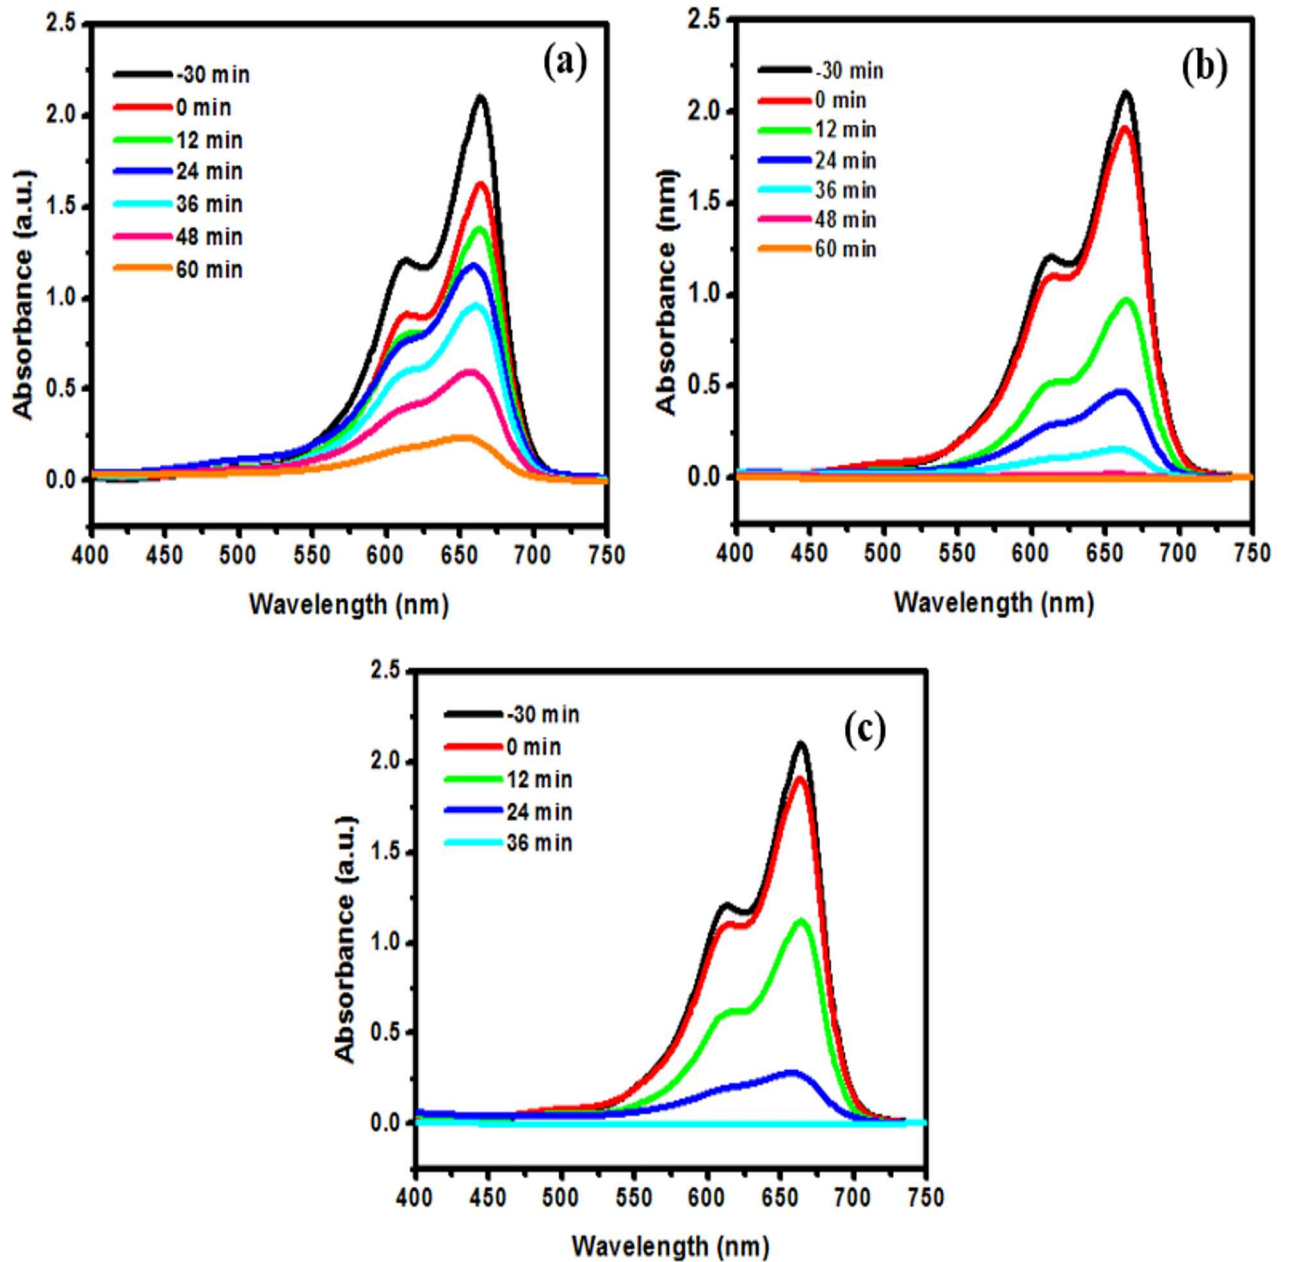 (a)
-30 min
0 min
12 min
24 min
36 min
48 min
60 min
2.5
2.0
1.5
1.0
0.5
0.0
Absorbance (a.u.)
400 450 500 550 600 650 700 750
Wavelength (nm)
(b)
-30 min
0 min
12 min
24 min
36 min
48 min
60 min
2.5
2.0
1.5
1.0
0.5
0.0
Absorbance (nm)
400 450 500 550 600 650 700 750
Wavelength (nm)
(c)
-30 min
0 min
12 min
24 min
36 min
2.5
2.0
1.5
1.0
0.5
0.0
Absorbance (a.u.)
400 450 500 550 600 650 700 750
Wavelength (nm)